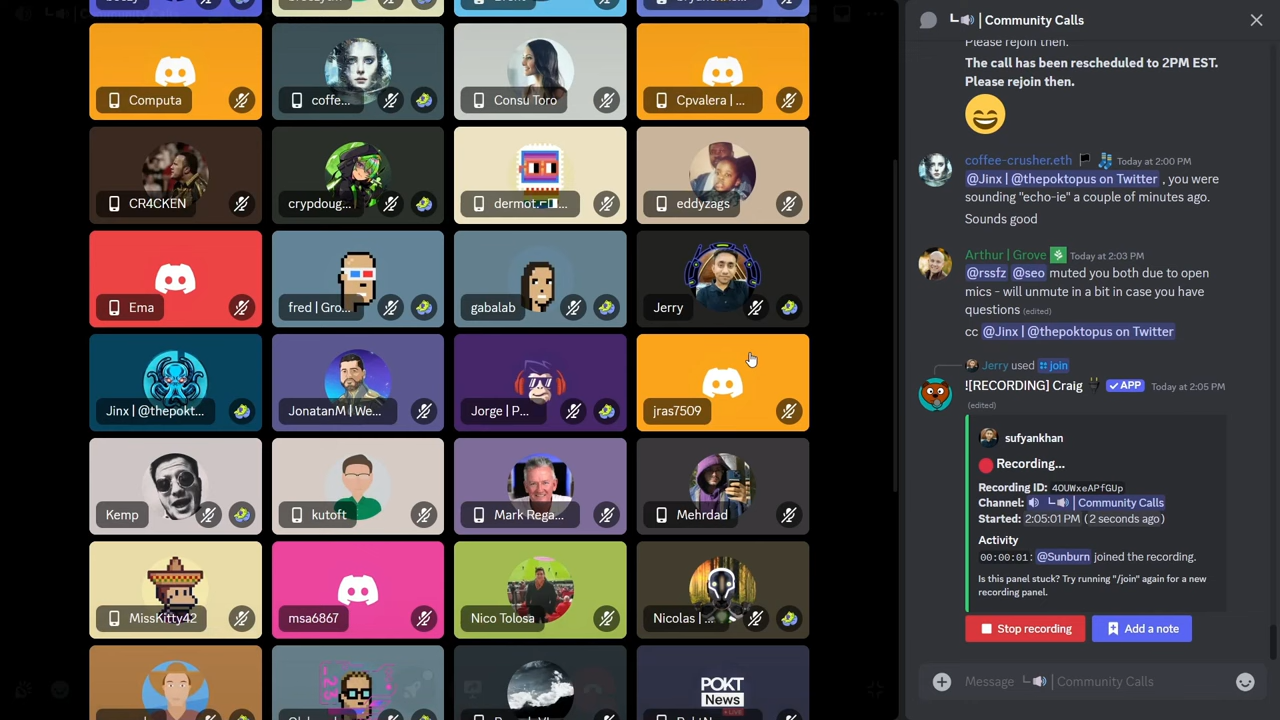 Computa
coffe...
Consu Toro
Cpvalera | ...
CR4CKEN
crypdoug...
eddyzags
Ema
fred | Gro...
gabalab
Jerry
Jinx | @thepokt...
JonatanM | We...
Jorge | P...
jras7509
Kemp
kutoft
Mark Rega...
Mehrdad
MissKitty42
msa6867
Nico Tolosa
Nicolas | ...
POKT
News
LIVE
| Community Calls
Please rejoin then.
The call has been rescheduled to 2PM EST.
Please rejoin then.
coffee-crusher.eth Today at 2:00 PM
@Jinx | @thepoktopus on Twitter , you were
sounding "echo-ie" a couple of minutes ago.
Sounds good
Arthur | Grove Today at 2:03 PM
@rssfz @seo muted you both due to open
mics - will unmute in a bit in case you have
questions (edited)
cc @Jinx | @thepoktopus on Twitter
Jerry used join
![RECORDING] Craig ✓ APP Today at 2:05 PM
(edited)
sufyankhan
Recording...
Recording ID: 4OUWxeAPfGUp
Channel: | Community Calls
Started: 2:05:01 PM (2 seconds ago)
Activity
00:00:01: @Sunburn joined the recording.
Is this panel stuck? Try running "/join" again for a new
recording panel.
Stop recording
Add a note
Message | Community Calls